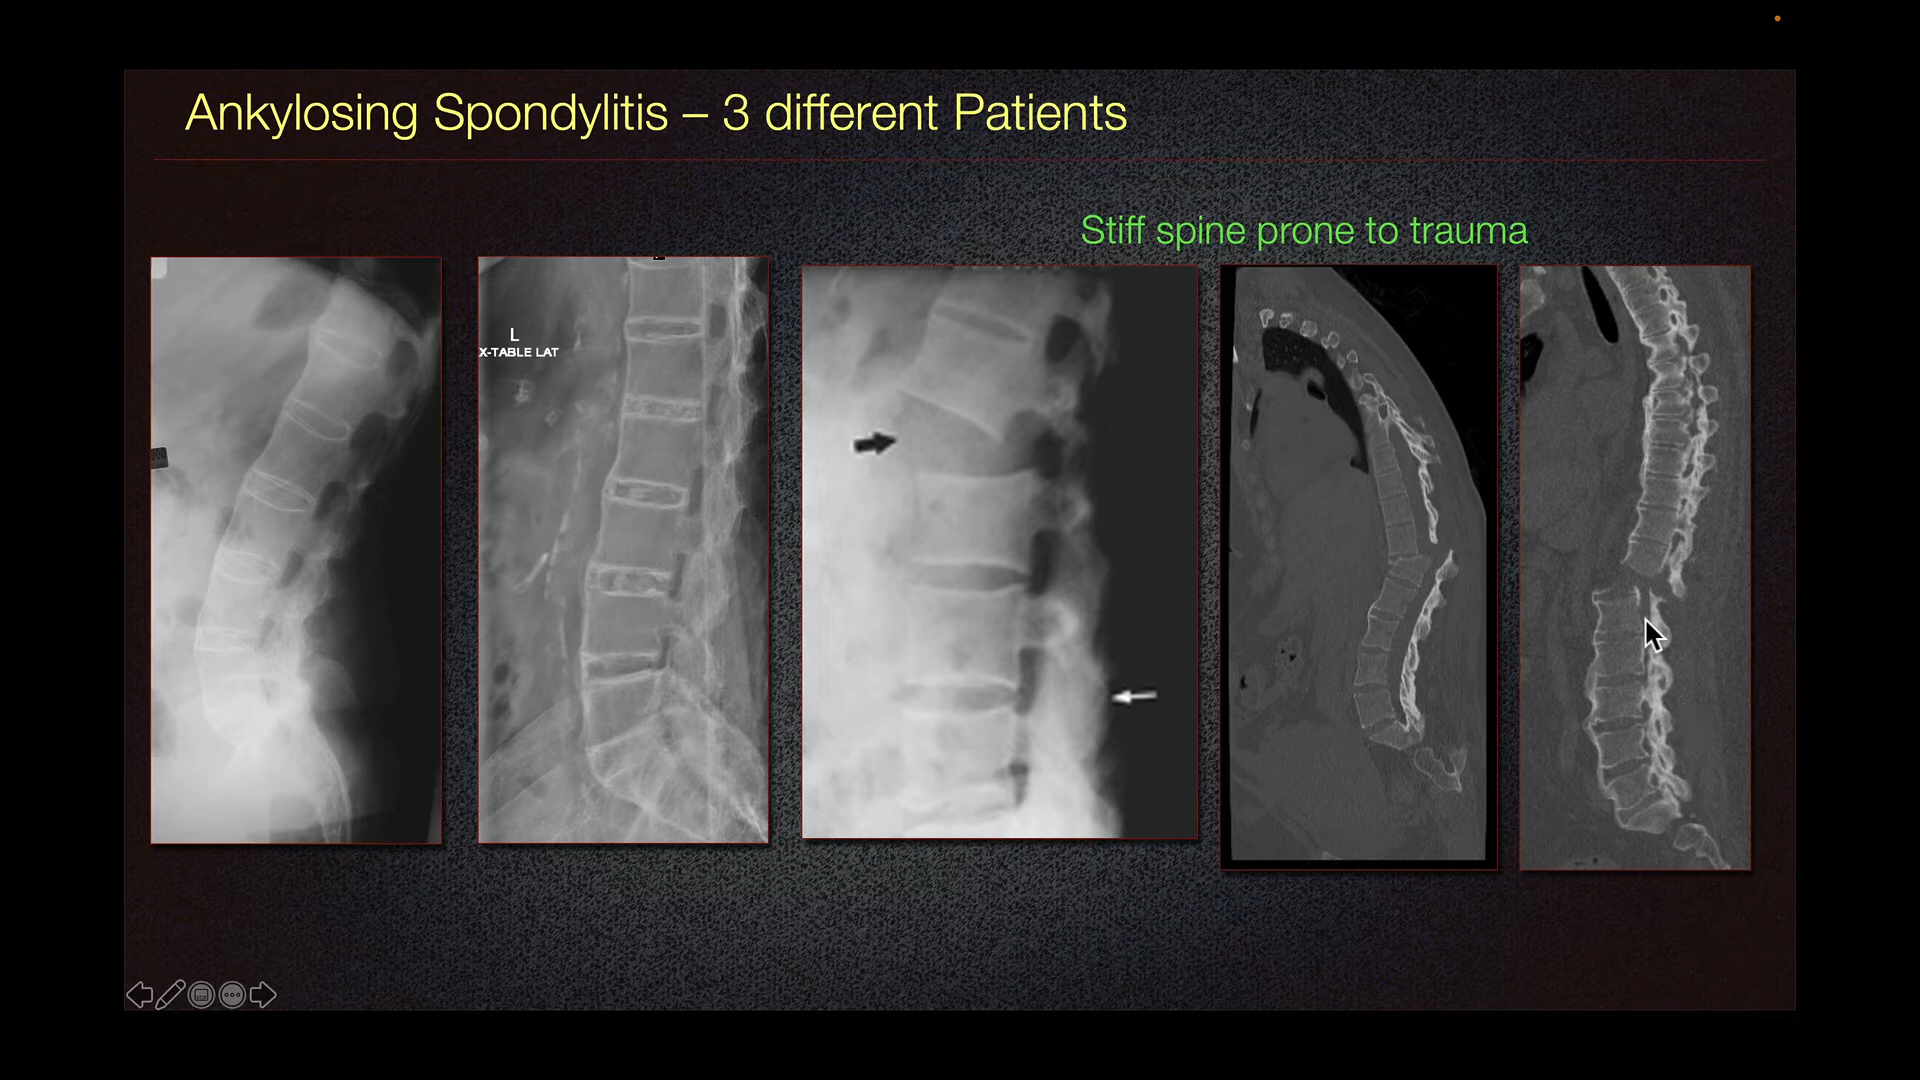 Ankylosing Spondylitis – 3 different Patients
Stiff spine prone to trauma
L
X-TABLE LAT